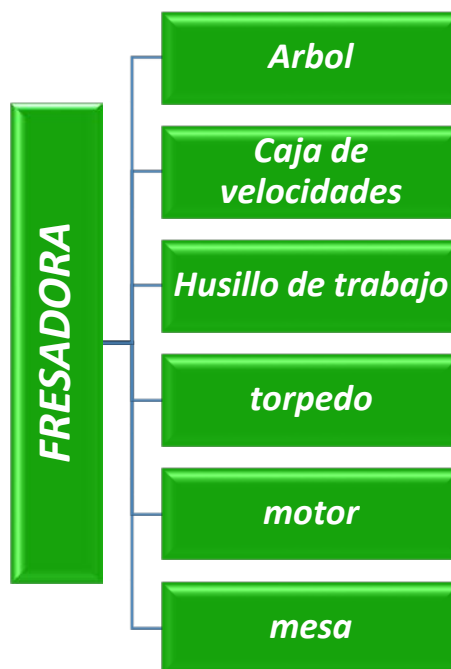 FRESADORA
Arbol
Caja de
velocidades
Husillo de trabajo
torpedo
motor
mesa